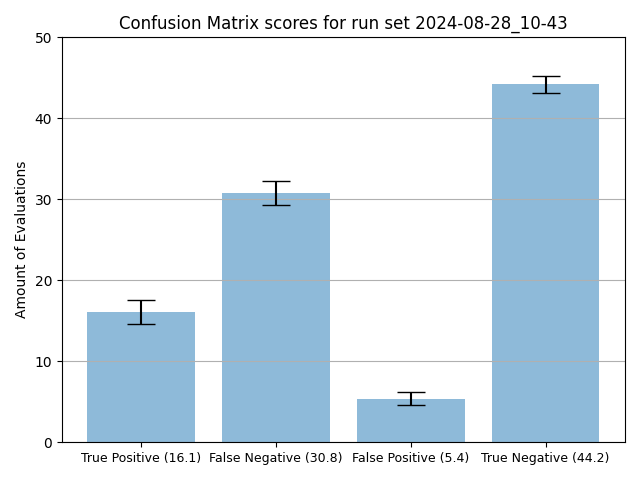 Confusion Matrix scores for run set 2024-08-28_10-43
Amount of Evaluations
50
40
30
20
10
0
True Positive (16.1) False Negative (30.8) False Positive (5.4) True Negative (44.2)